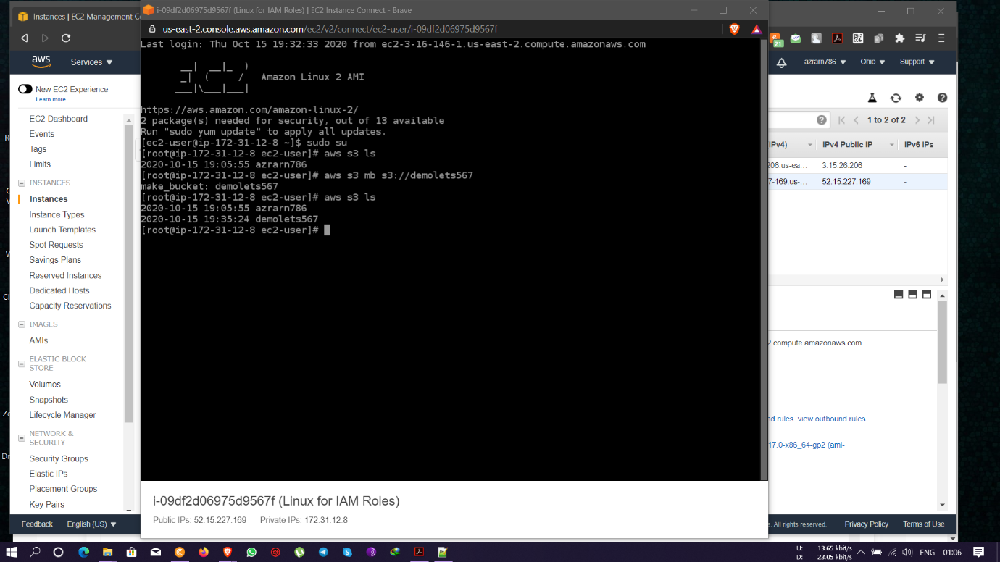 Instances | EC2 Management Co
i-09df2d06975d9567f (Linux for IAM Roles) | EC2 Instance Connect - Brave
us-east-2.console.aws.amazon.com/ec2/v2/connect/ec2-user/i-09df2d06975d9567f
21
aws
Services
azram786
Ohio
Support
New EC2 Experience
Learn more
EC2 Dashboard
Events
Tags
Limits
INSTANCES
Instances
Instance Types
Launch Templates
Spot Requests
Savings Plans
Reserved Instances
Dedicated Hosts
Capacity Reservations
IMAGES
AMIs
ELASTIC BLOCK
STORE
Volumes
Snapshots
Lifecycle Manager
NETWORK &
SECURITY
Security Groups
Elastic IPs
Placement Groups
Key Pairs
Last login: Thu Oct 15 19:32:33 2020 from ec2-3-16-146-1.us-east-2.compute.amazonaws.com
__|  __|_  )
_|  (     /   Amazon Linux 2 AMI
___|\___|___|
https://aws.amazon.com/amazon-linux-2/
2 package(s) needed for security, out of 13 available
Run "sudo yum update" to apply all updates.
[ec2-user@ip-172-31-12-8 ~]$ sudo su
[root@ip-172-31-12-8 ec2-user]# aws s3 ls
2020-10-15 19:05:55 azrarn786
[root@ip-172-31-12-8 ec2-user]# aws s3 mb s3://demolets567
make_bucket: demolets567
[root@ip-172-31-12-8 ec2-user]# aws s3 ls
2020-10-15 19:05:55 azrarn786
2020-10-15 19:35:24 demolets567
[root@ip-172-31-12-8 ec2-user]#
1 to 2 of 2
IPv4)
IPv4 Public IP
IPv6 IPs
206.us-ea...
3.15.26.206
-
7-169.us-...
52.15.227.169
-
2.compute.amazonaws.com
nd rules. view outbound rules
17.0-x86_64-gp2 (ami-
i-09df2d06975d9567f (Linux for IAM Roles)
Public IPs: 52.15.227.169 Private IPs: 172.31.12.8
Feedback
English (US)
s. All rights reserved.
Privacy Policy
Terms of Use
U: 13.65 kbit/s
D: 23.05 kbit/s
ENG
01:06